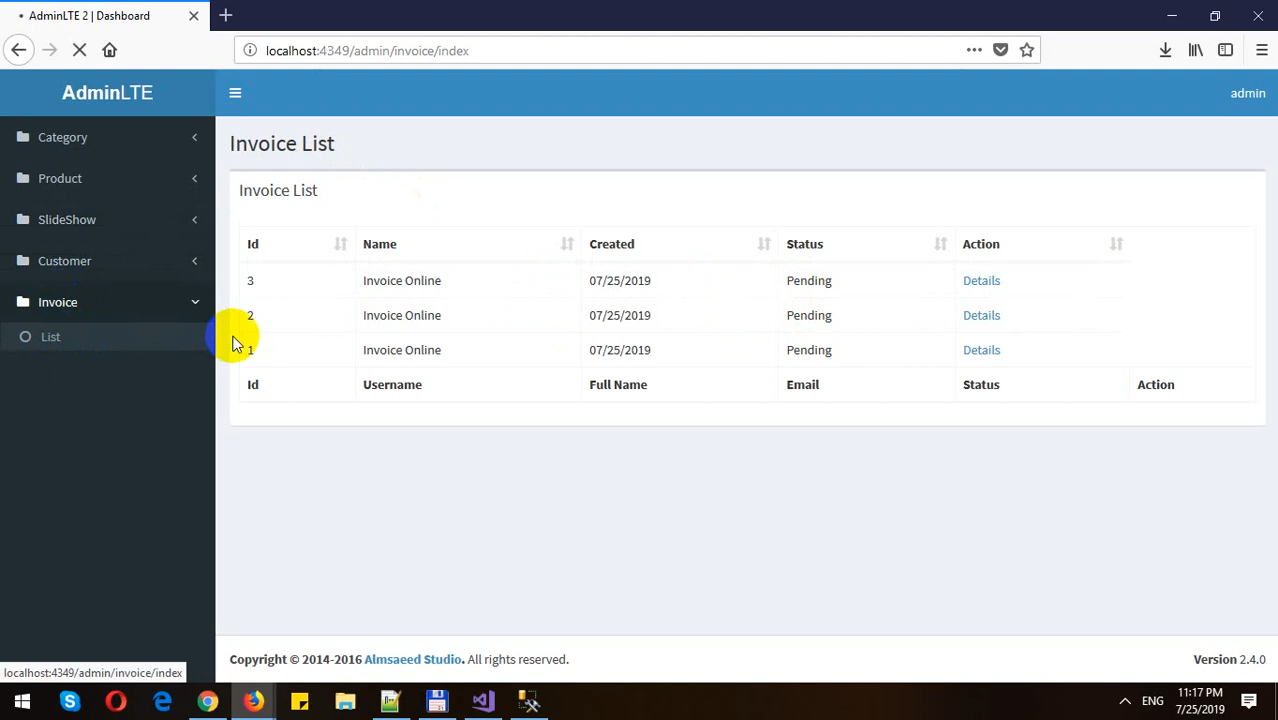 AdminLTE 2 | Dashboard
localhost:4349/admin/invoice/index
AdminLTE
admin
Category
Product
SlideShow
Customer
Invoice
List
Invoice List
Invoice List
Id Name Created Status Action
3 Invoice Online 07/25/2019 Pending Details
2 Invoice Online 07/25/2019 Pending Details
1 Invoice Online 07/25/2019 Pending Details
Id Username Full Name Email Status Action
Copyright © 2014-2016 Almsaeed Studio. All rights reserved.
Version 2.4.0
localhost:4349/admin/invoice/index
ENG
11:17 PM
7/25/2019